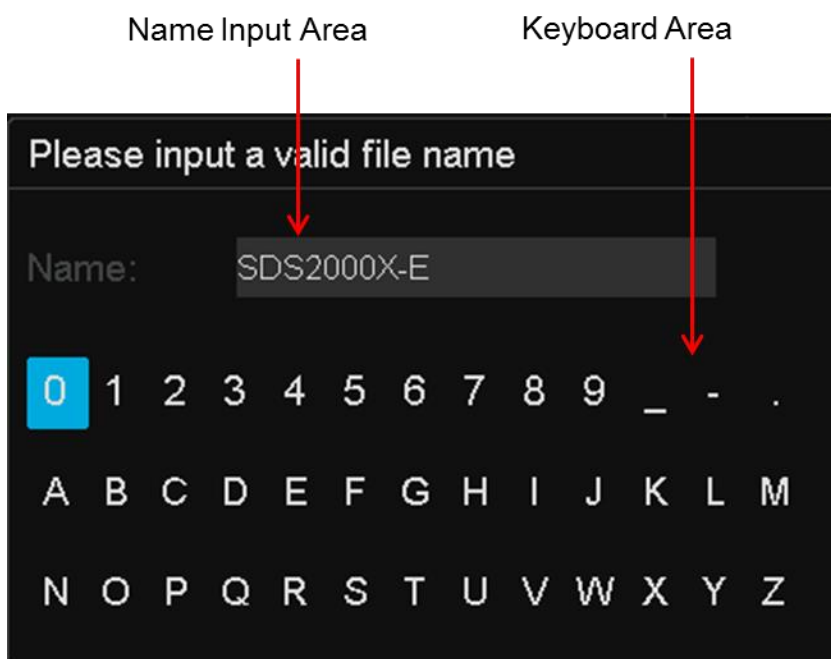 Name Input Area Keyboard Area
Please input a valid file name
Name: SDS2000X-E
0 1 2 3 4 5 6 7 8 9 _ - .
A B C D E F G H I J K L M
N O P Q R S T U V W X Y Z